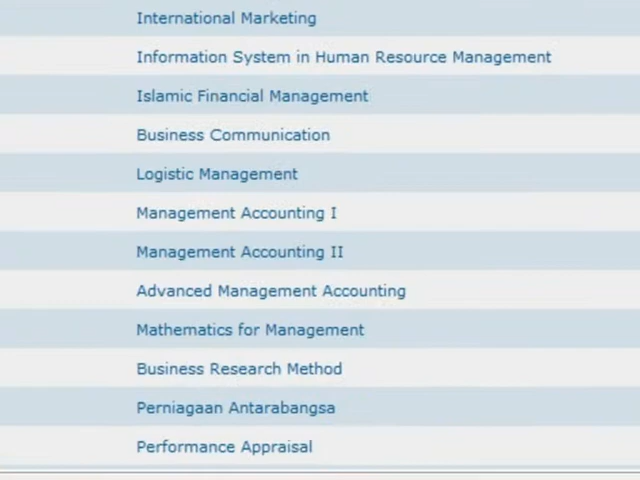 International Marketing
Information System in Human Resource Management
Islamic Financial Management
Business Communication
Logistic Management
Management Accounting I
Management Accounting II
Advanced Management Accounting
Mathematics for Management
Business Research Method
Perniagaan Antarabangsa
Performance Appraisal